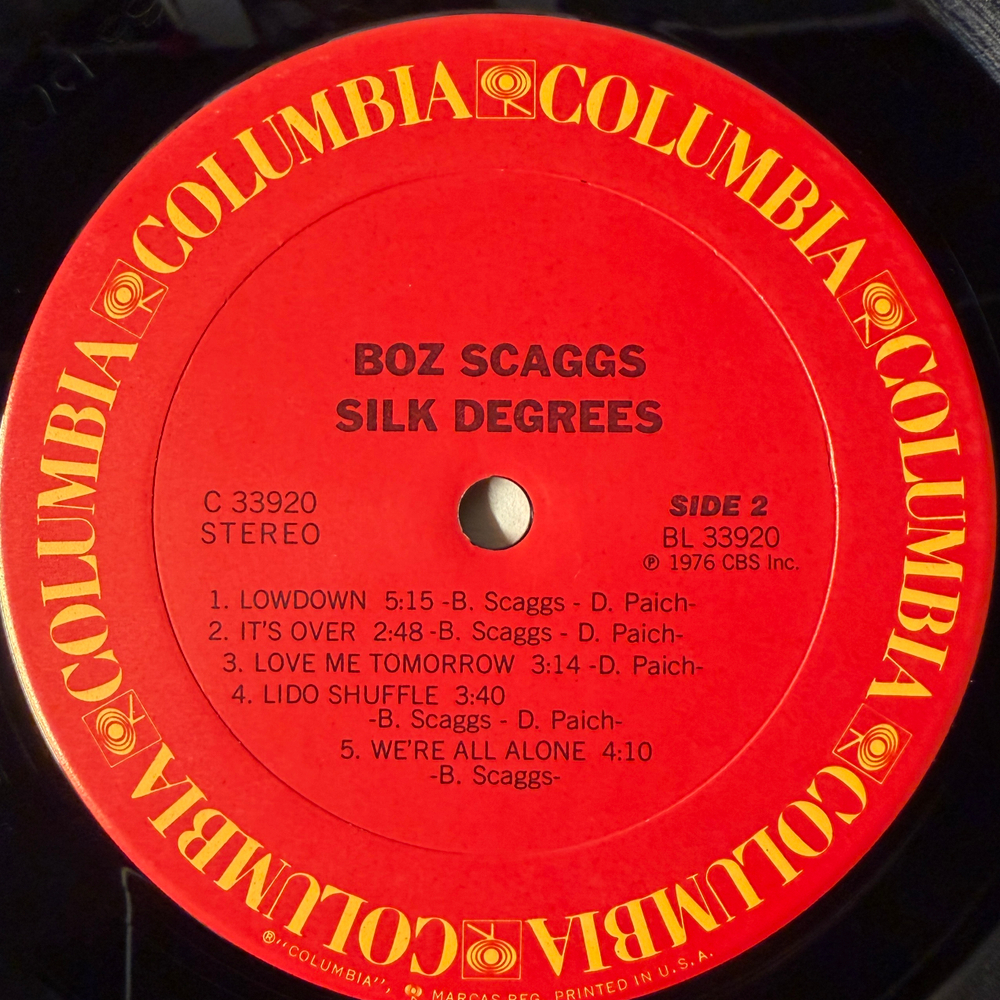 COLUMBIA COLUMBIA COLUMBIA COLUMBIA COLUMBIA COLUMBIA
BOZ SCAGGS
SILK DEGREES
C 33920
STEREO
SIDE 2
BL 33920
℗ 1976 CBS Inc.
1. LOWDOWN 5:15 -B. Scaggs - D. Paich-
2. IT'S OVER 2:48 -B. Scaggs - D. Paich-
3. LOVE ME TOMORROW 3:14 -D. Paich-
4. LIDO SHUFFLE 3:40
-B. Scaggs - D. Paich-
5. WE'RE ALL ALONE 4:10
-B. Scaggs-
®"COLUMBIA", MARCAS REG. PRINTED IN U.S.A.